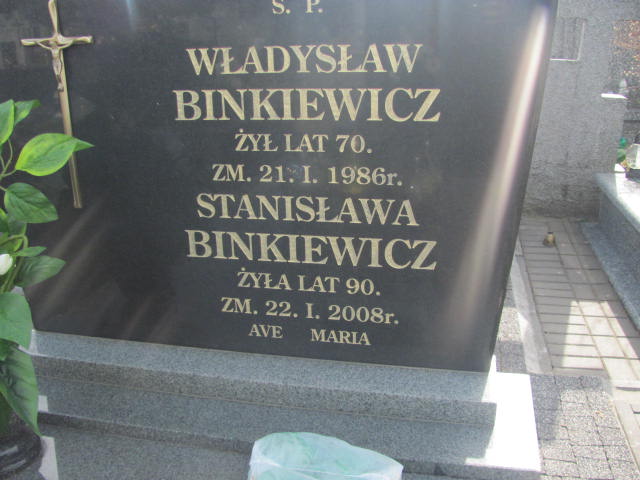 Ś. P.
WŁADYSŁAW
BINKIEWICZ
ŻYŁ LAT 70.
ZM. 21. I. 1986r.
STANISŁAWA
BINKIEWICZ
ŻYŁA LAT 90.
ZM. 22. I. 2008r.
AVE MARIA